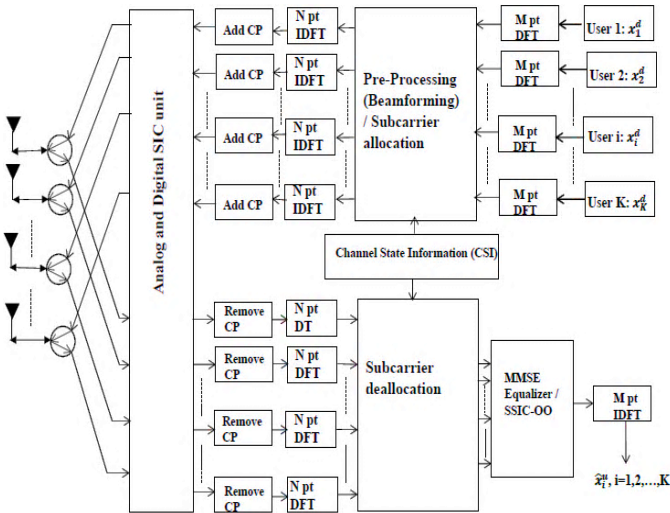 Analog and Digital SIC unit
Add CP
N pt
IDFT
Pre-Processing
(Beamforming)
/ Subcarrier
allocation
M pt
DFT
User 1: x₁ᵈ
Add CP
N pt
IDFT
M pt
DFT
User 2: x₂ᵈ
Add CP
N pt
IDFT
M pt
DFT
User i: xᵢᵈ
Add CP
N pt
IDFT
M pt
DFT
User K: x_K^d
Channel State Information (CSI)
Remove
CP
N pt
DT
Subcarrier
deallocation
Remove
CP
N pt
DFT
Remove
CP
N pt
DFT
Remove
CP
N pt
DFT
MMSE
Equalizer /
SSIC-OO
M pt
IDFT
x̂ᵢᵘ, i=1,2,…,K